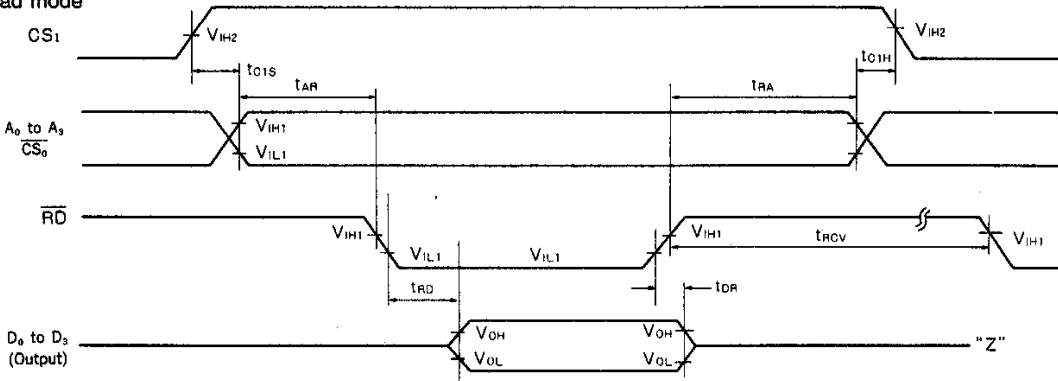 ad mode
CS1
VIH2
VIH2
tC1S
tAR
tRA
tC1H
A0 to A3
CS0
VIH1
VIL1
RD
VIH1
VIL1
VIL1
VIH1
tRCV
VIH1
tRD
tDR
D0 to D3
(Output)
VOH
VOL
VOH
VOL
"Z"